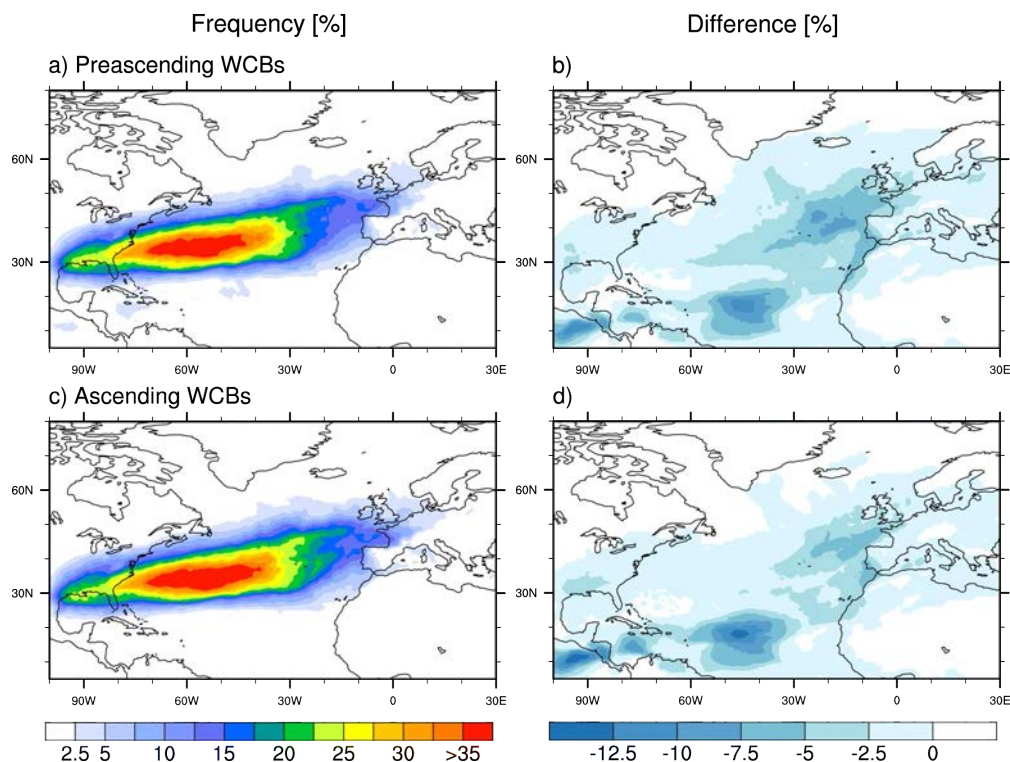 Frequency [%]
Difference [%]
a) Preascending WCBs
b)
60N
30N
60N
30N
90W 60W 30W 0 30E
90W 60W 30W 0 30E
c) Ascending WCBs
d)
60N
30N
60N
30N
90W 60W 30W 0 30E
90W 60W 30W 0 30E
2.5 5 10 15 20 25 30 >35
-12.5 -10 -7.5 -5 -2.5 0